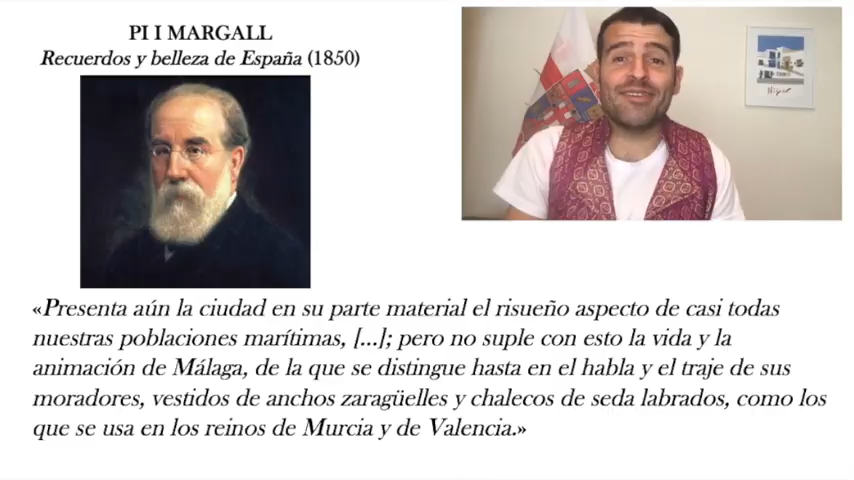 PI I MARGALL
Recuerdos y belleza de España (1850)
«Presenta aún la ciudad en su parte material el risueño aspecto de casi todas
nuestras poblaciones marítimas, [...]; pero no suple con esto la vida y la
animación de Málaga, de la que se distingue hasta en el habla y el traje de sus
moradores, vestidos de anchos zaragüelles y chalecos de seda labrados, como los
que se usa en los reinos de Murcia y de Valencia.»